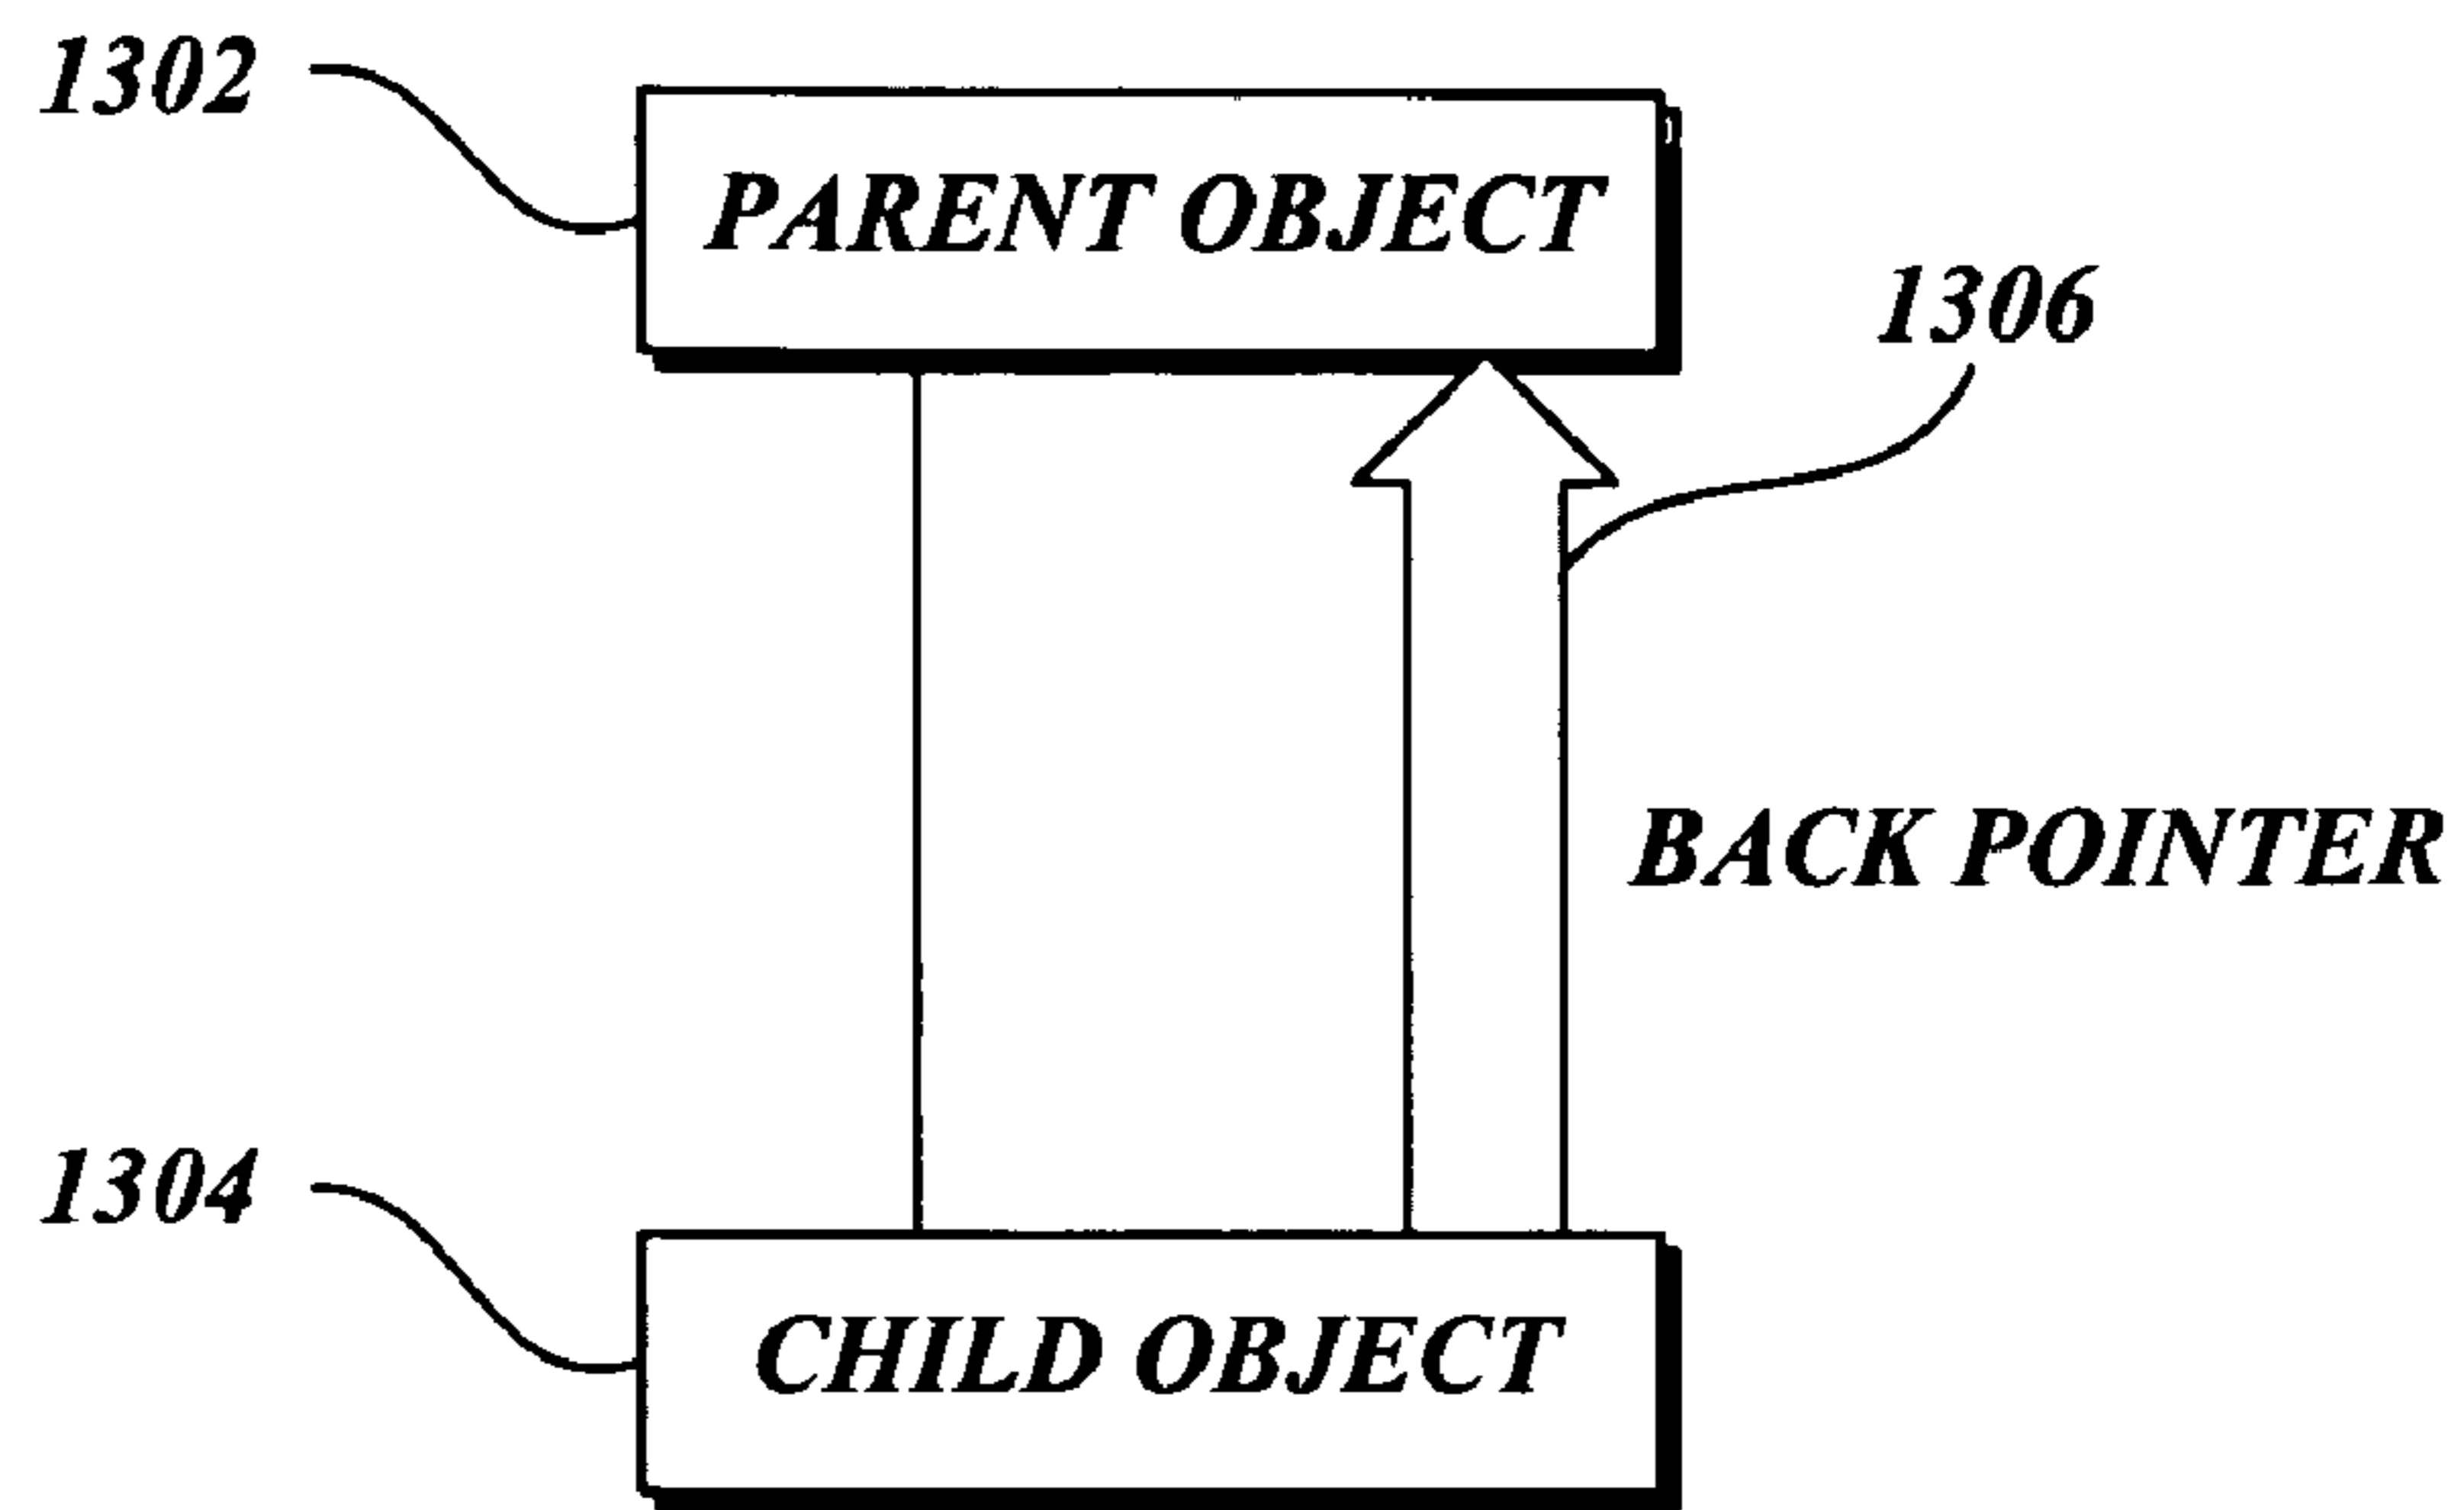 1302
PARENT OBJECT
1306
BACK POINTER
1304
CHILD OBJECT